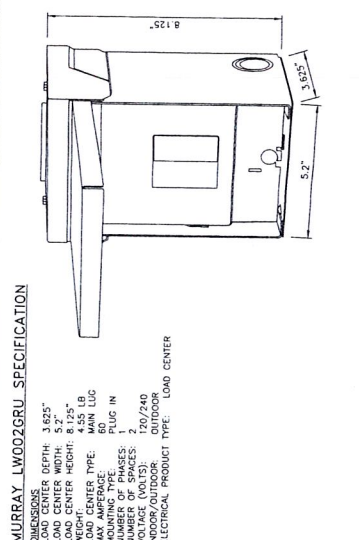 MURRAY LW002GRU SPECIFICATION
DIMENSIONS
LOAD CENTER DEPTH: 3.625"
LOAD CENTER WIDTH: 5.2"
LOAD CENTER HEIGHT: 8.125"
WEIGHT: 4.55 LB
LOAD CENTER TYPE: MAIN LUG
MAX AMPERAGE: 60
MOUNTING TYPE: PLUG IN
NUMBER OF PHASES: 1
NUMBER OF SPACES: 2
VOLTAGE (VOLTS): 120/240
INDOOR/OUTDOOR: OUTDOOR
ELECTRICAL PRODUCT TYPE: LOAD CENTER
8.125"
3.625"
5.2"